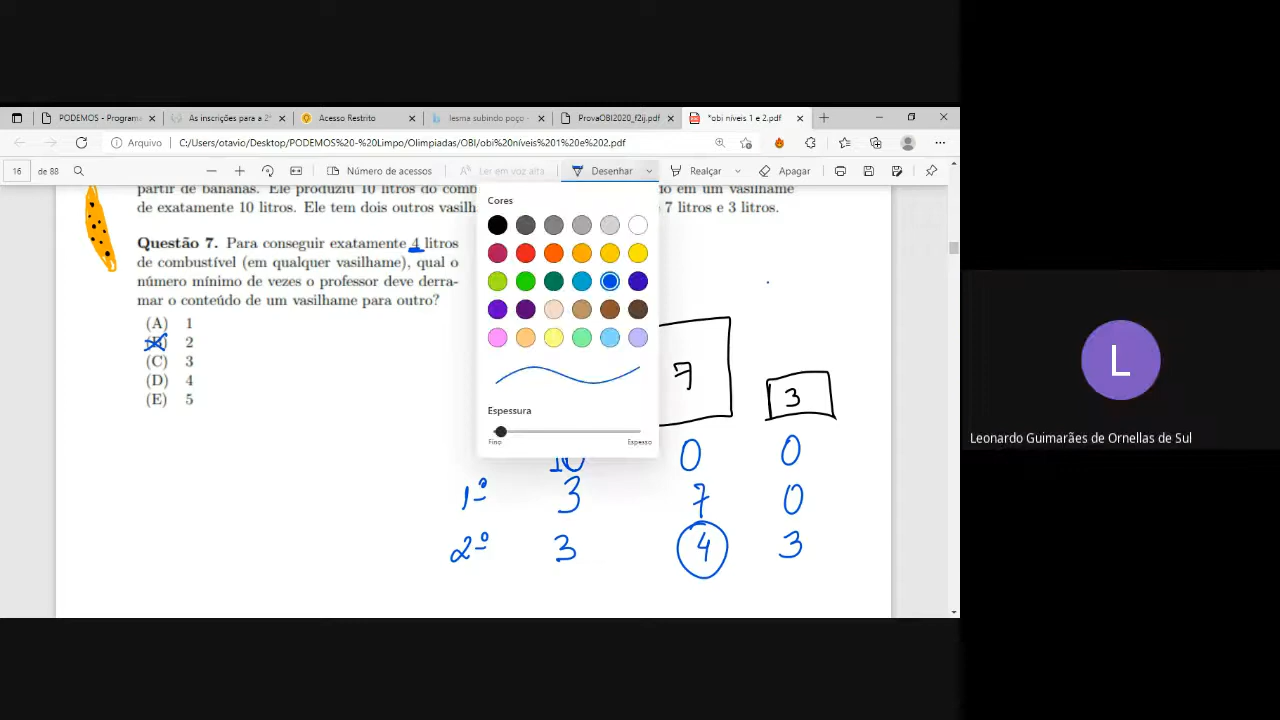 PODEMOS - Program
As inscrições para a 2ª
Acesso Restrito
lesma subindo poço -
ProvaOBI2020_f2ij.pdf
*obi níveis 1 e 2.pdf
Arquivo
C:/Users/otavio/Desktop/PODEMOS%20-%20Limpo/Olimpiadas/OBI/obi%20níveis%201%20e%202.pdf
16 de 88
Número de acessos
Ler em voz alta
Desenhar
Realçar
Apagar
partir de bananas. Ele produziu 10 litros do comb
do em um vasilhame
de exatamente 10 litros. Ele tem dois outros vasilh
7 litros e 3 litros.
Cores
Questão 7. Para conseguir exatamente 4 litros
de combustível (em qualquer vasilhame), qual o
número mínimo de vezes o professor deve derra-
mar o conteúdo de um vasilhame para outro?
(A) 1
(B) 2
(C) 3
(D) 4
(E) 5
Espessura
Fino
Espesso
7
3
10 0 0
1º 3 7 0
2º 3 4 3
L
Leonardo Guimarães de Ornellas de Sul